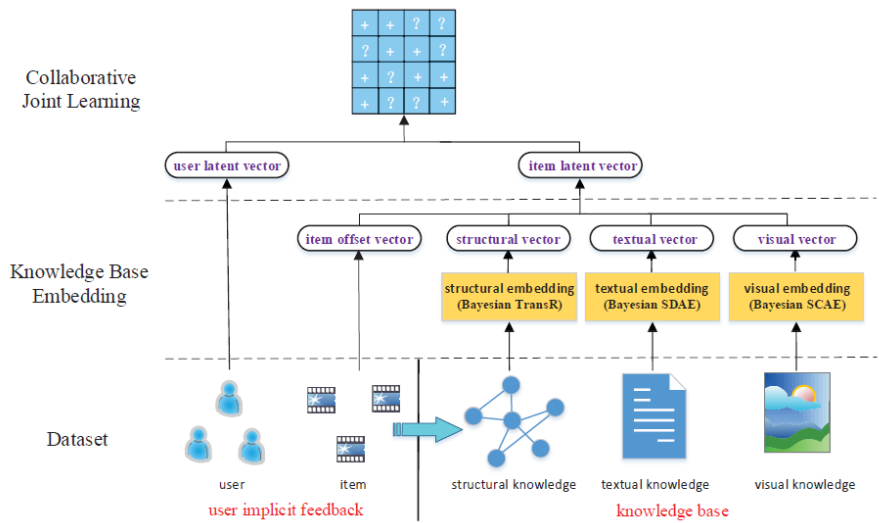 + + ? ?
? + ? ?
+ ? + +
+ ? ? +
Collaborative
Joint Learning
user latent vector
item latent vector
item offset vector
structural vector
textual vector
visual vector
Knowledge Base
Embedding
structural embedding
(Bayesian TransR)
textual embedding
(Bayesian SDAE)
visual embedding
(Bayesian SCAE)
Dataset
user
item
structural knowledge
textual knowledge
visual knowledge
user implicit feedback
knowledge base